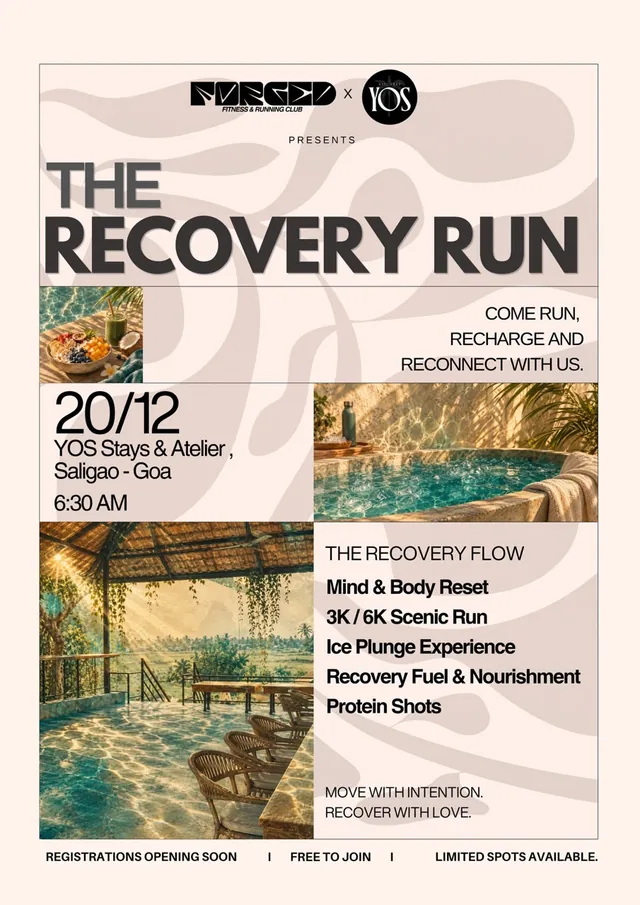 FORGED X YOS
FITNESS & RUNNING CLUB
PRESENTS
THE
RECOVERY RUN
COME RUN,
RECHARGE AND
RECONNECT WITH US.
20/12
YOS Stays & Atelier ,
Saligao - Goa
6:30 AM
THE RECOVERY FLOW
Mind & Body Reset
3K / 6K Scenic Run
Ice Plunge Experience
Recovery Fuel & Nourishment
Protein Shots
MOVE WITH INTENTION.
RECOVER WITH LOVE.
REGISTRATIONS OPENING SOON I FREE TO JOIN I LIMITED SPOTS AVAILABLE.